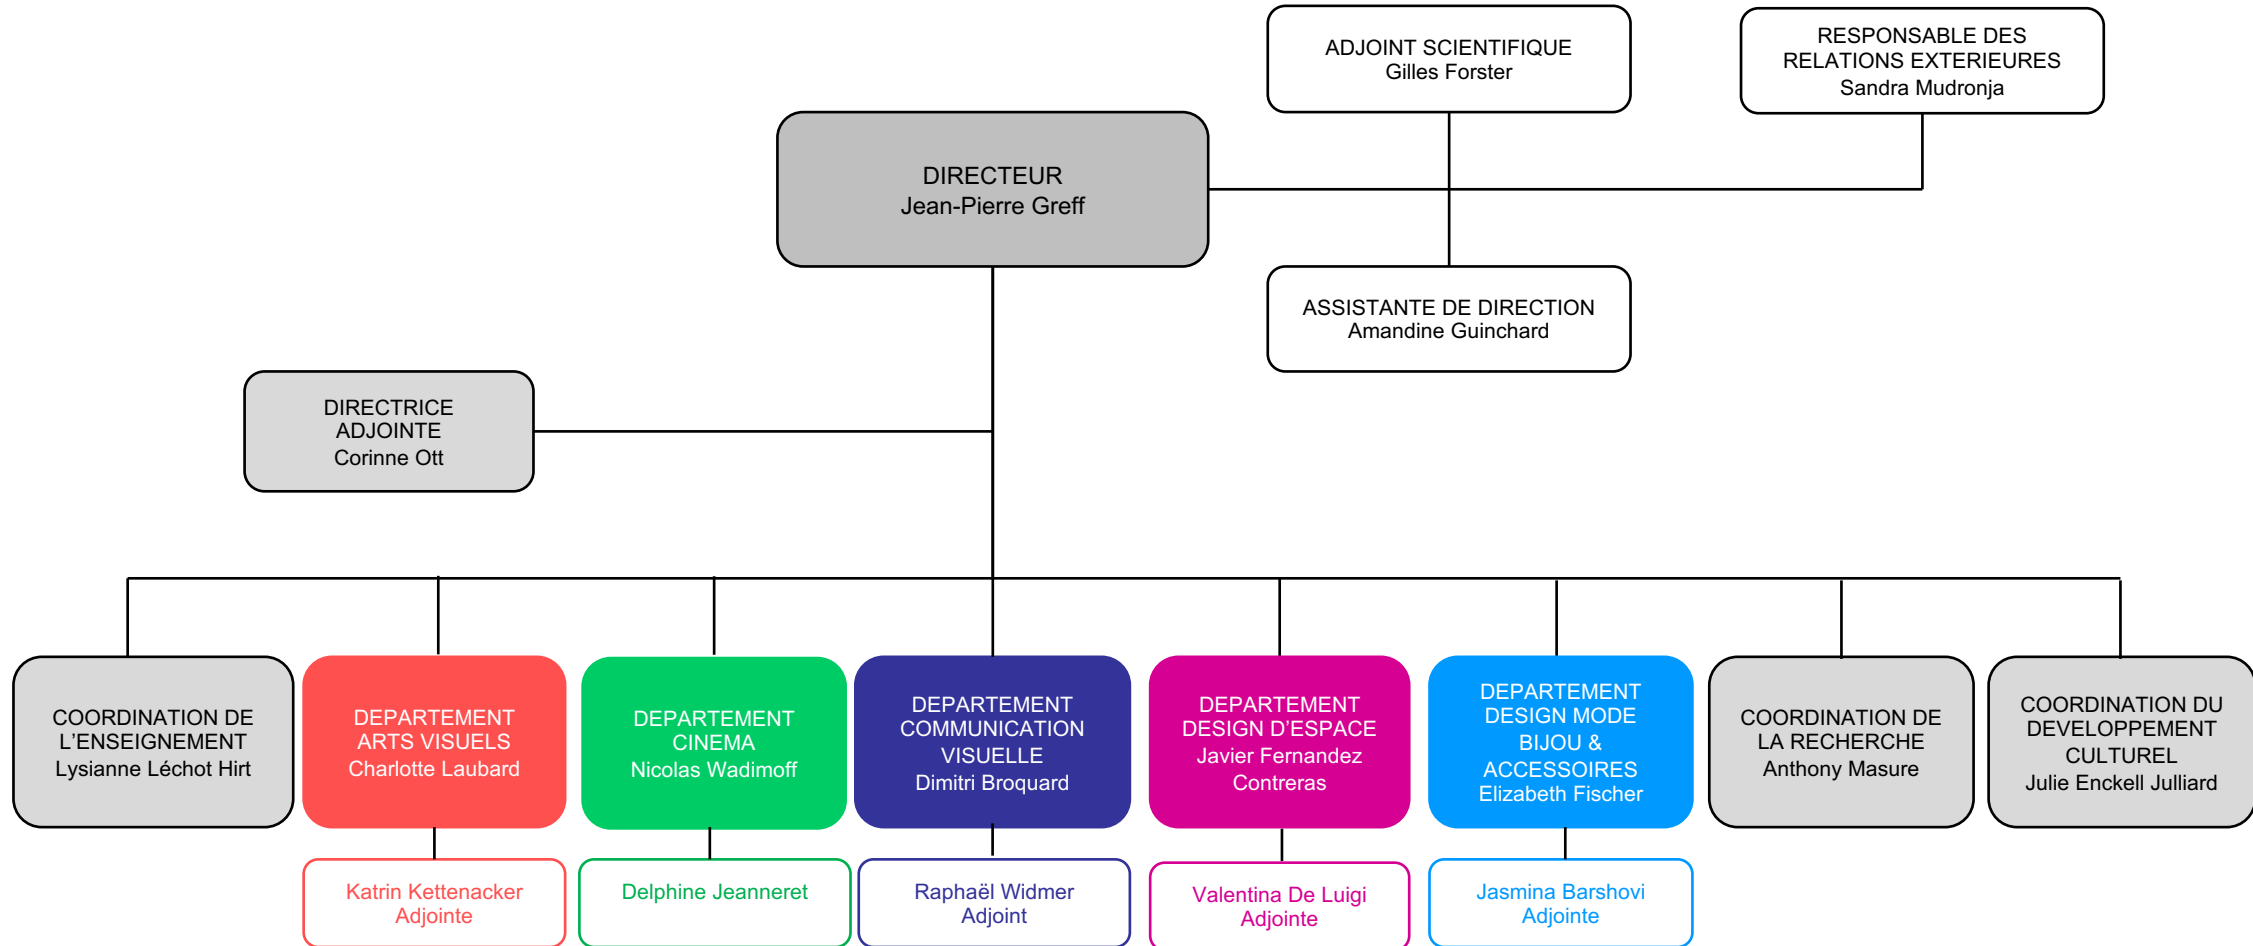 ADJOINT SCIENTIFIQUE
Gilles Forster
RESPONSABLE DES
RELATIONS EXTERIEURES
Sandra Mudronja
DIRECTEUR
Jean-Pierre Greff
ASSISTANTE DE DIRECTION
Amandine Guinchard
DIRECTRICE
ADJOINTE
Corinne Ott
COORDINATION DE
L’ENSEIGNEMENT
Lysianne Léchot Hirt
DEPARTEMENT
ARTS VISUELS
Charlotte Laubard
DEPARTEMENT
CINEMA
Nicolas Wadimoff
DEPARTEMENT
COMMUNICATION
VISUELLE
Dimitri Broquard
DEPARTEMENT
DESIGN D’ESPACE
Javier Fernandez
Contreras
DEPARTEMENT
DESIGN MODE
BIJOU &
ACCESSOIRES
Elizabeth Fischer
COORDINATION DE
LA RECHERCHE
Anthony Masure
COORDINATION DU
DEVELOPPEMENT
CULTUREL
Julie Enckell Julliard
Katrin Kettenacker
Adjointe
Delphine Jeanneret
Raphaël Widmer
Adjoint
Valentina De Luigi
Adjointe
Jasmina Barshovi
Adjointe